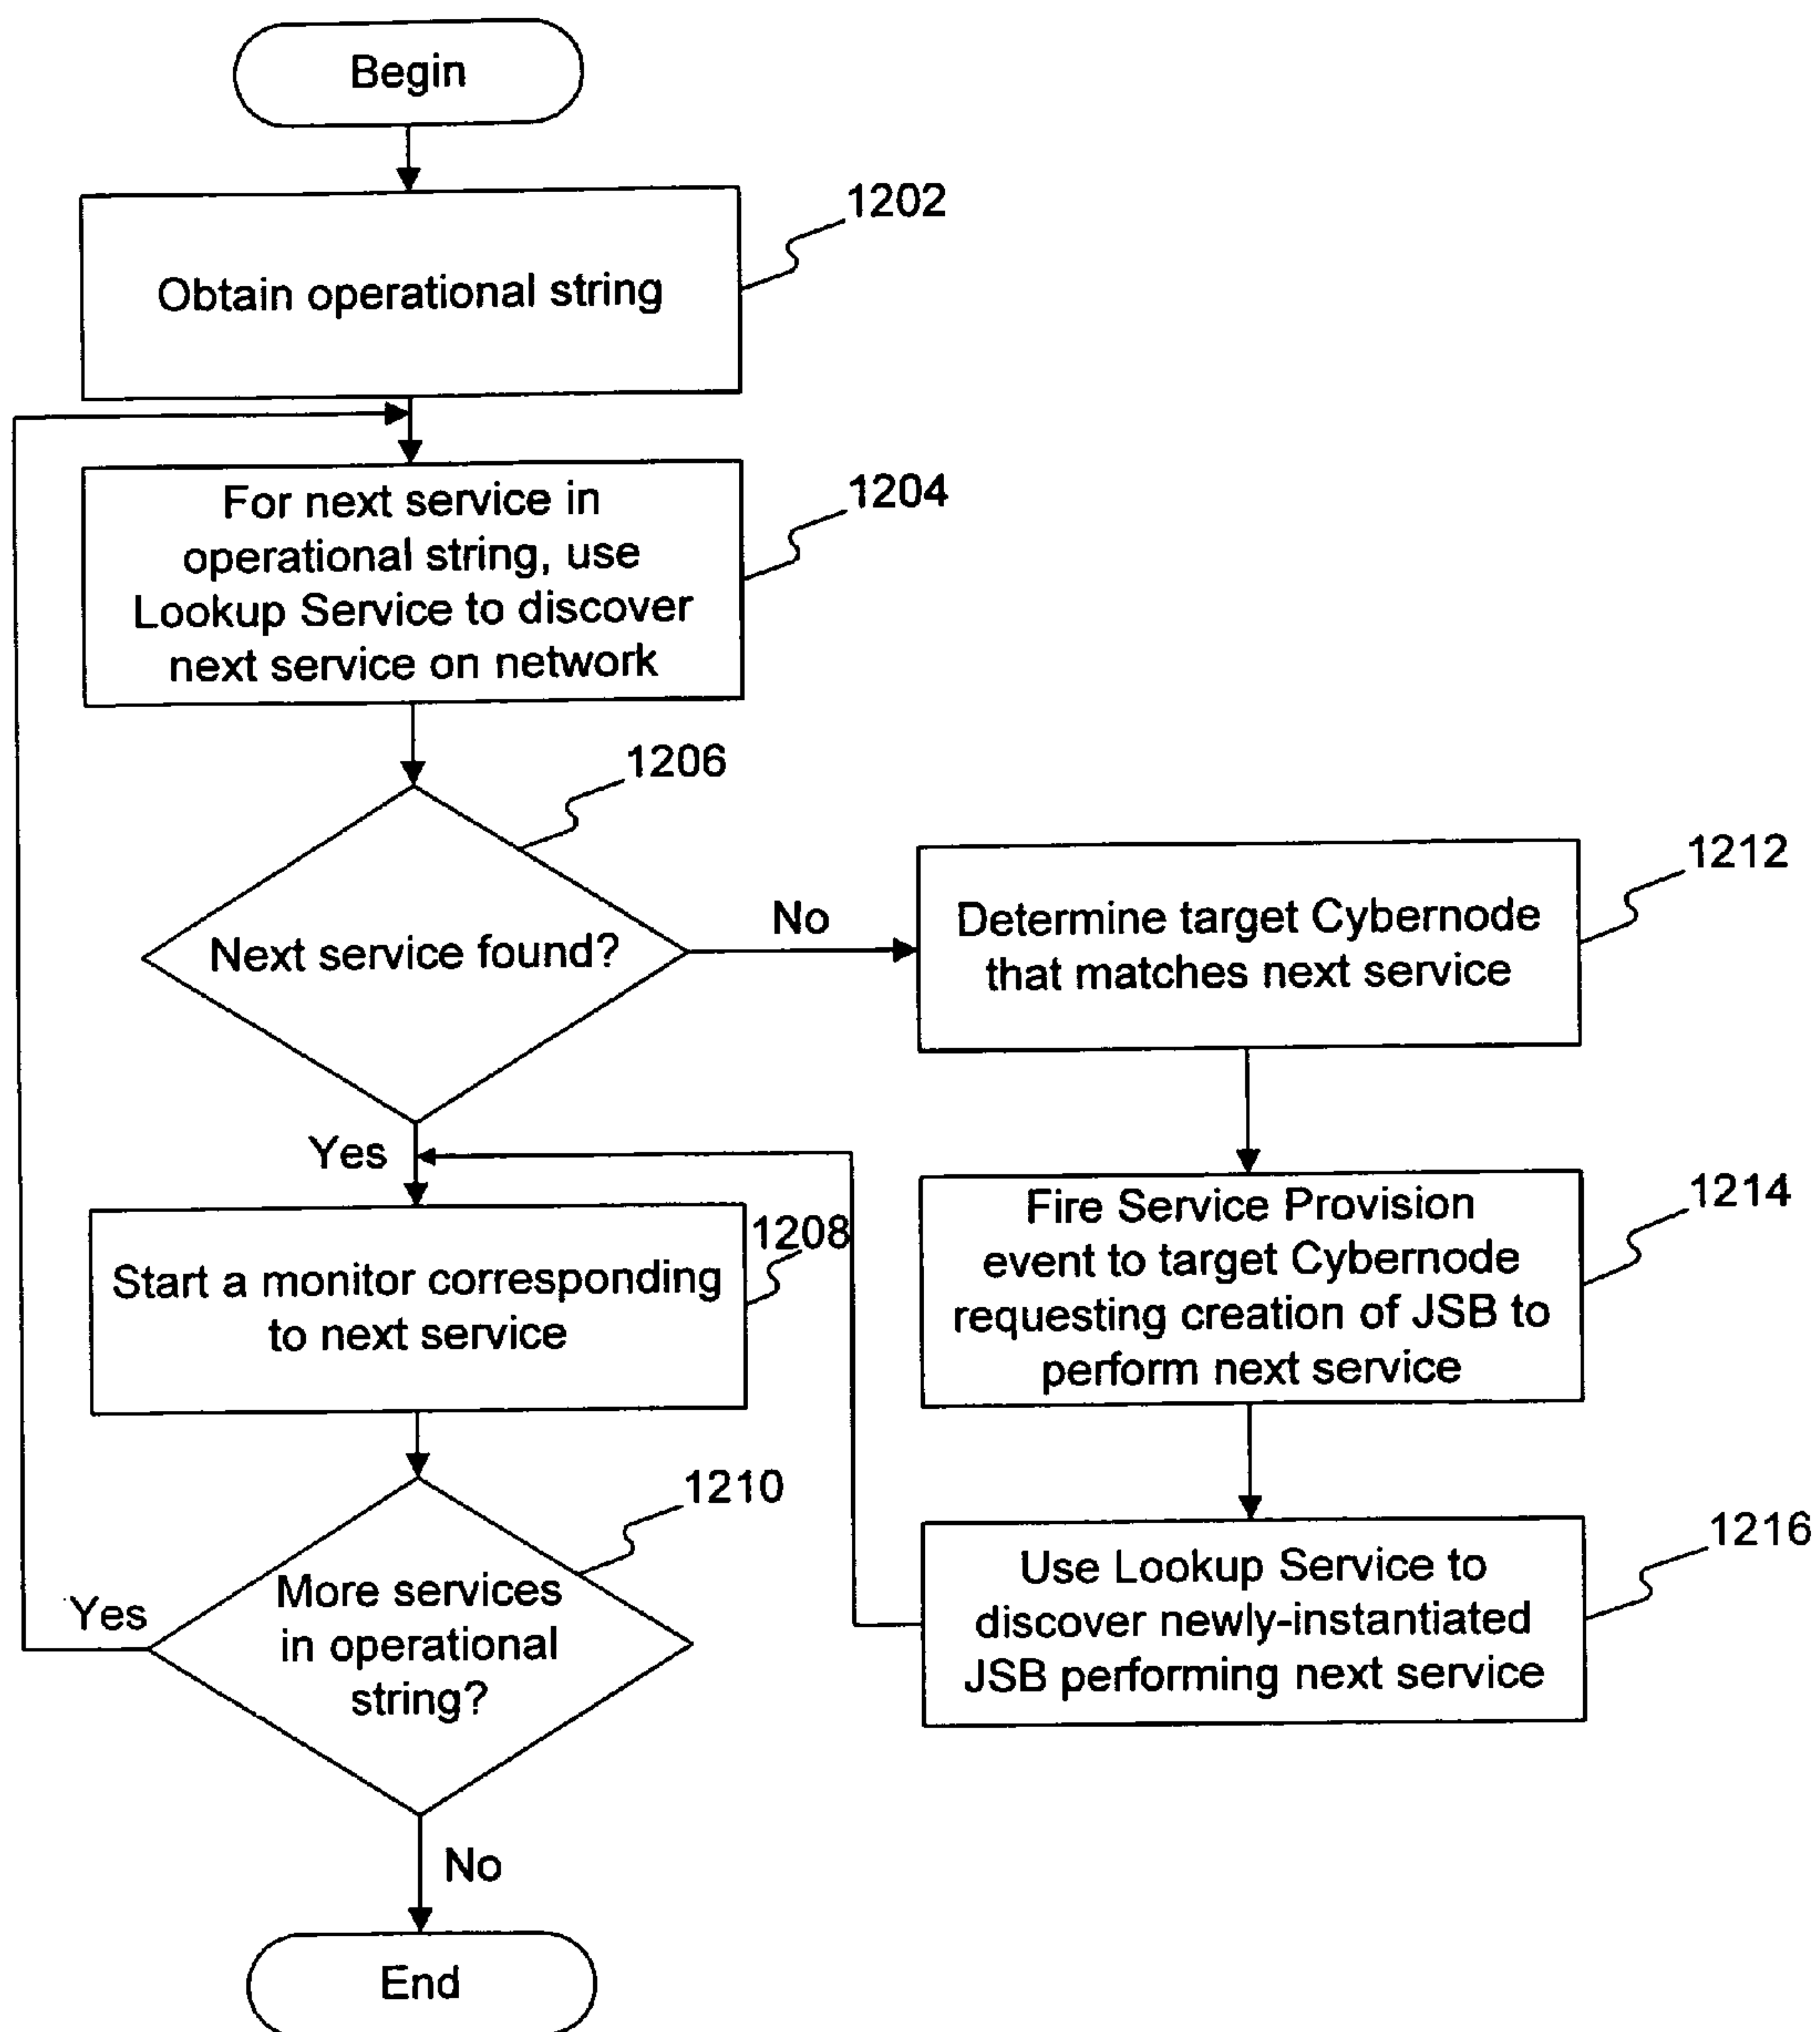 Begin
1202
Obtain operational string
1204
For next service in
operational string, use
Lookup Service to discover
next service on network
1206
Next service found?
No
Yes
1212
Determine target Cybernode
that matches next service
1208
Start a monitor corresponding
to next service
1214
Fire Service Provision
event to target Cybernode
requesting creation of JSB to
perform next service
1210
More services
in operational
string?
Yes
No
1216
Use Lookup Service to
discover newly-instantiated
JSB performing next service
End